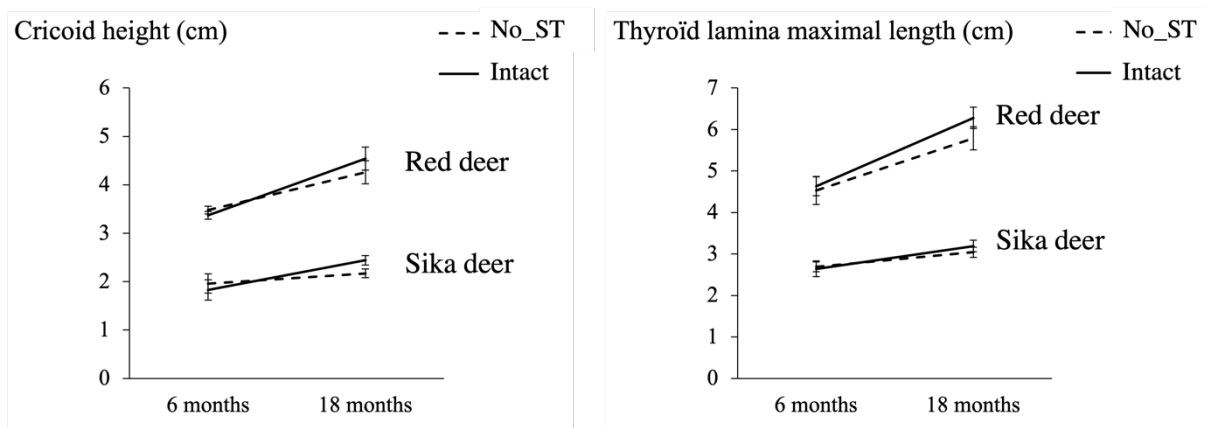 Cricoid height (cm)
No_ST
Intact
6
5
4
3
2
1
0
Red deer
Sika deer
6 months
18 months
Thyroïd lamina maximal length (cm)
No_ST
Intact
7
6
5
4
3
2
1
0
Red deer
Sika deer
6 months
18 months